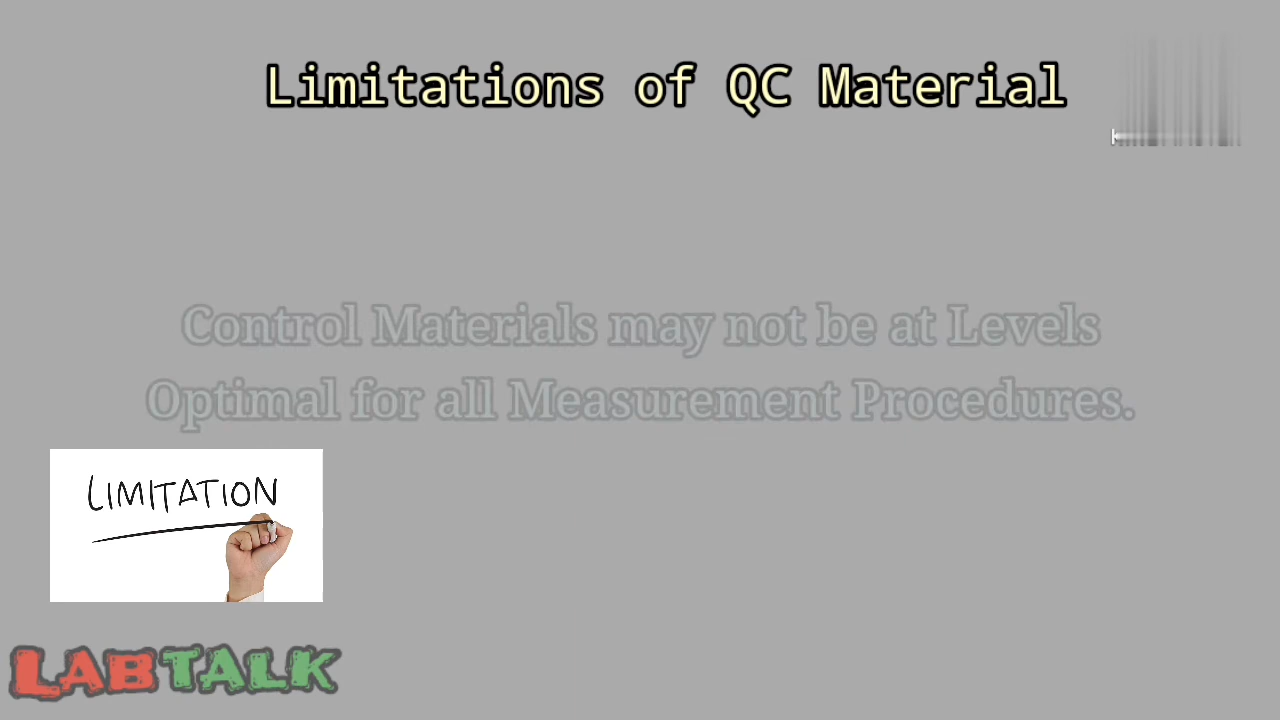 Limitations of QC Material
Control Materials may not be at Levels
Optimal for all Measurement Procedures.
LIMITATION
LABTALK